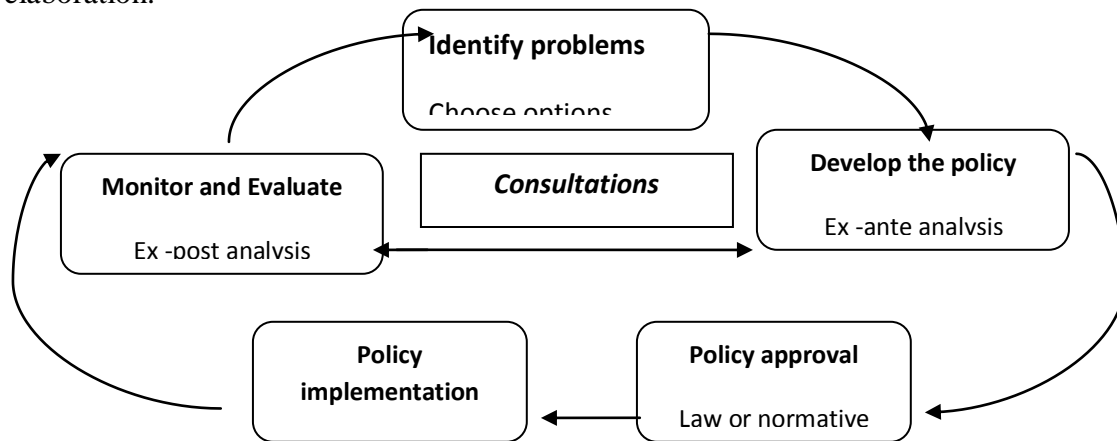 elaboration.
Identify problems
Choose options
Develop the policy
Ex -ante analysis
Consultations
Monitor and Evaluate
Ex -post analysis
Policy
implementation
Policy approval
Law or normative